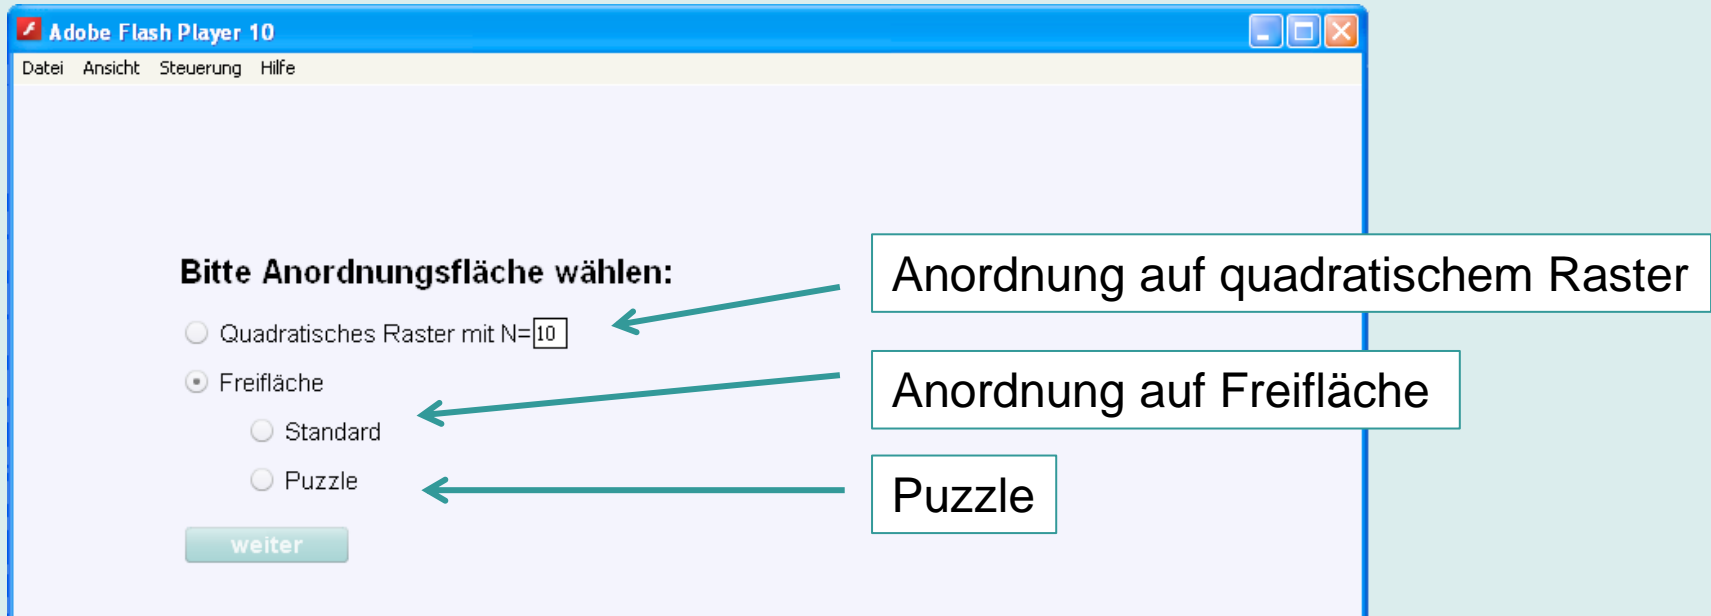 Adobe Flash Player 10
Datei Ansicht Steuerung Hilfe
Bitte Anordnungsfläche wählen:
Quadratisches Raster mit N=10
Freifläche
Standard
Puzzle
weiter
Anordnung auf quadratischem Raster
Anordnung auf Freifläche
Puzzle